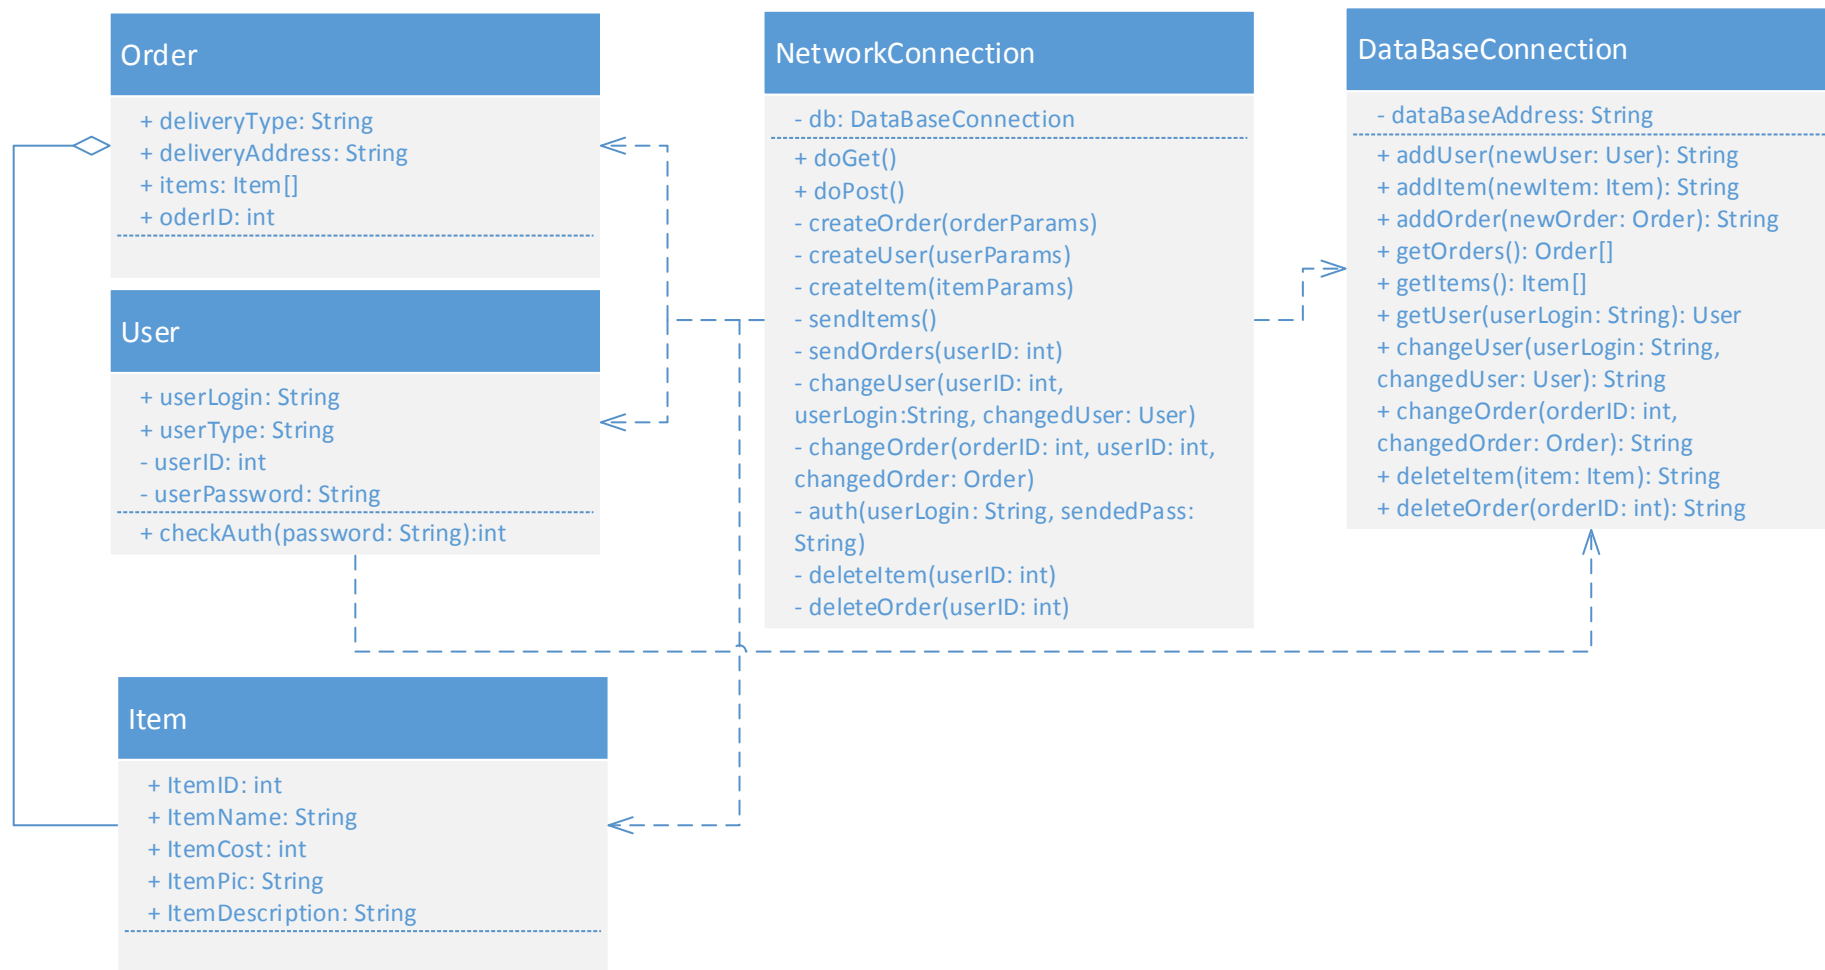 Order
+ deliveryType: String
+ deliveryAddress: String
+ items: Item[]
+ oderID: int
User
+ userLogin: String
+ userType: String
- userID: int
- userPassword: String
+ checkAuth(password: String):int
Item
+ ItemID: int
+ ItemName: String
+ ItemCost: int
+ ItemPic: String
+ ItemDescription: String
NetworkConnection
- db: DataBaseConnection
+ doGet()
+ doPost()
- createOrder(orderParams)
- createUser(userParams)
- createItem(itemParams)
- sendItems()
- sendOrders(userID: int)
- changeUser(userID: int,
userLogin:String, changedUser: User)
- changeOrder(orderID: int, userID: int,
changedOrder: Order)
- auth(userLogin: String, sendedPass:
String)
- deleteItem(userID: int)
- deleteOrder(userID: int)
DataBaseConnection
- dataBaseAddress: String
+ addUser(newUser: User): String
+ addItem(newItem: Item): String
+ addOrder(newOrder: Order): String
+ getOrders(): Order[]
+ getItems(): Item[]
+ getUser(userLogin: String): User
+ changeUser(userLogin: String,
changedUser: User): String
+ changeOrder(orderID: int,
changedOrder: Order): String
+ deleteItem(item: Item): String
+ deleteOrder(orderID: int): String